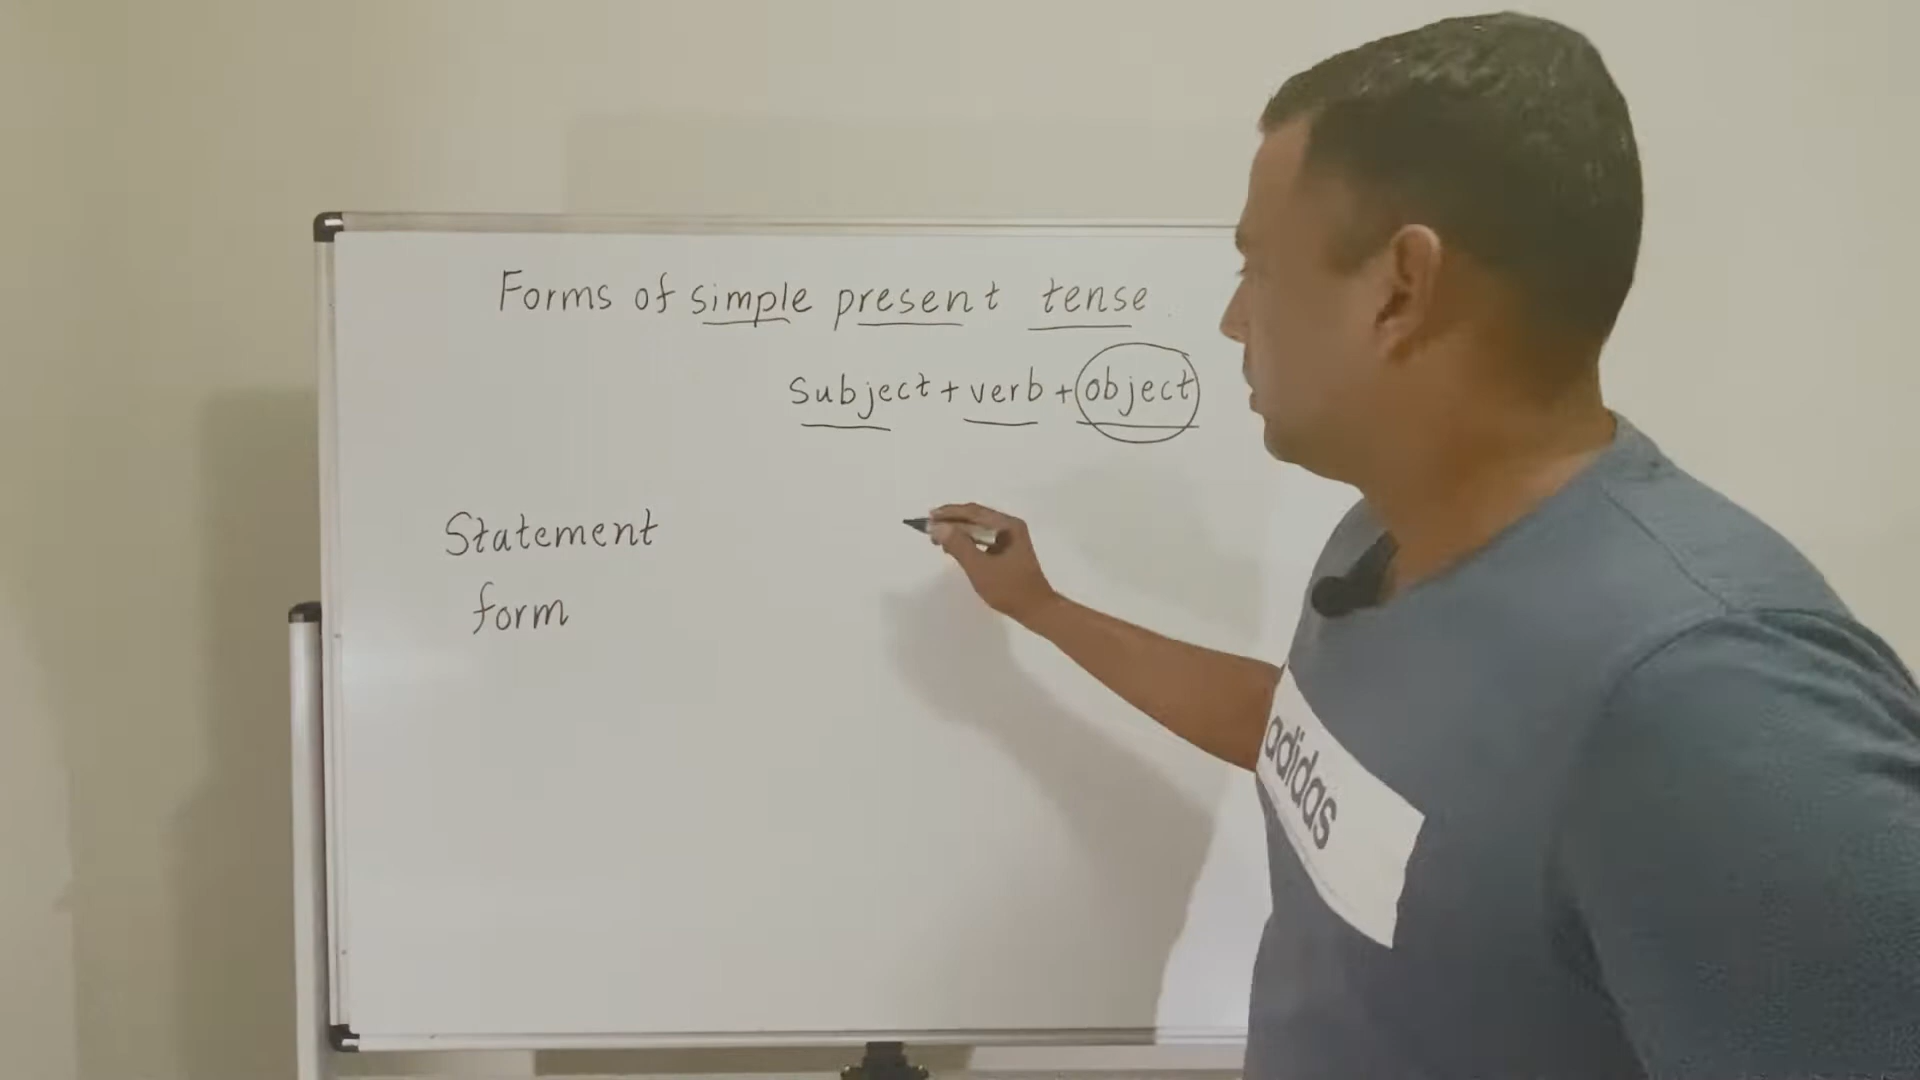 Forms of simple present tense
Subject + verb + object
Statement
form
adidas